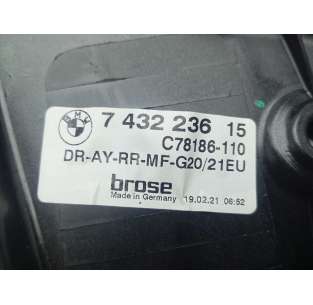 BMW
7 432 236 15
C78186-110
DR-AY-RR-MF-G20/21EU
brose
Made in Germany 19.02.21 06:52